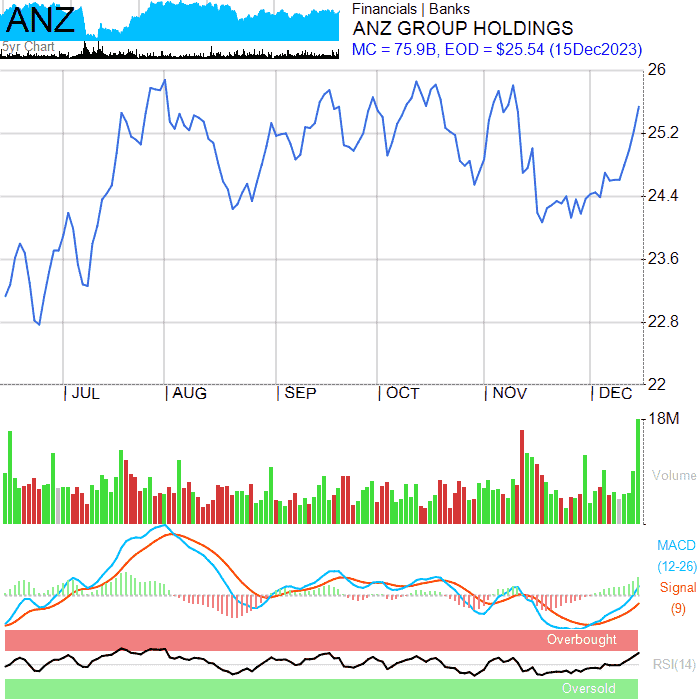 ANZ
5yr Chart
Financials | Banks
ANZ GROUP HOLDINGS
MC = 75.9B, EOD = $25.54 (15Dec2023)
26
25.2
24.4
23.6
22.8
22
JUL
AUG
SEP
OCT
NOV
DEC
18M
Volume
MACD
(12-26)
Signal
(9)
Overbought
RSI(14)
Oversold